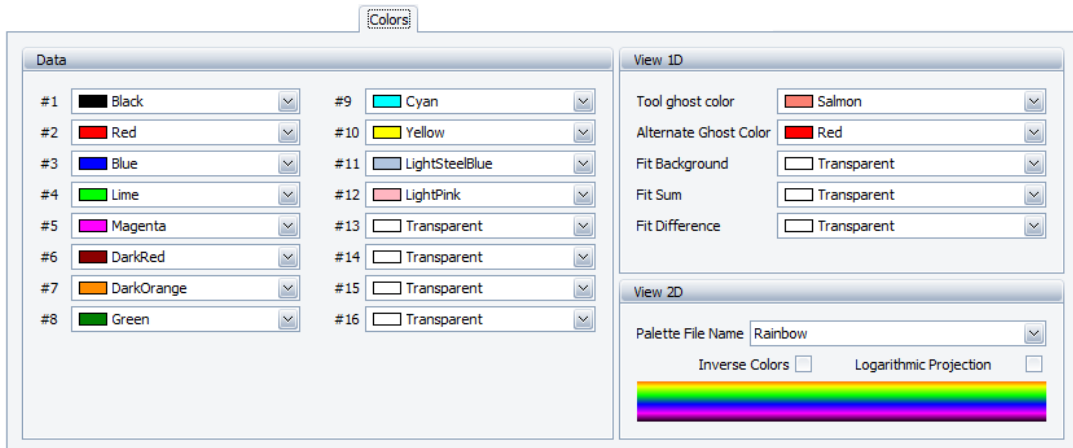 Colors
Data
#1 Black
#2 Red
#3 Blue
#4 Lime
#5 Magenta
#6 DarkRed
#7 DarkOrange
#8 Green
#9 Cyan
#10 Yellow
#11 LightSteelBlue
#12 LightPink
#13 Transparent
#14 Transparent
#15 Transparent
#16 Transparent
View 1D
Tool ghost color Salmon
Alternate Ghost Color Red
Fit Background Transparent
Fit Sum Transparent
Fit Difference Transparent
View 2D
Palette File Name Rainbow
Inverse Colors Logarithmic Projection